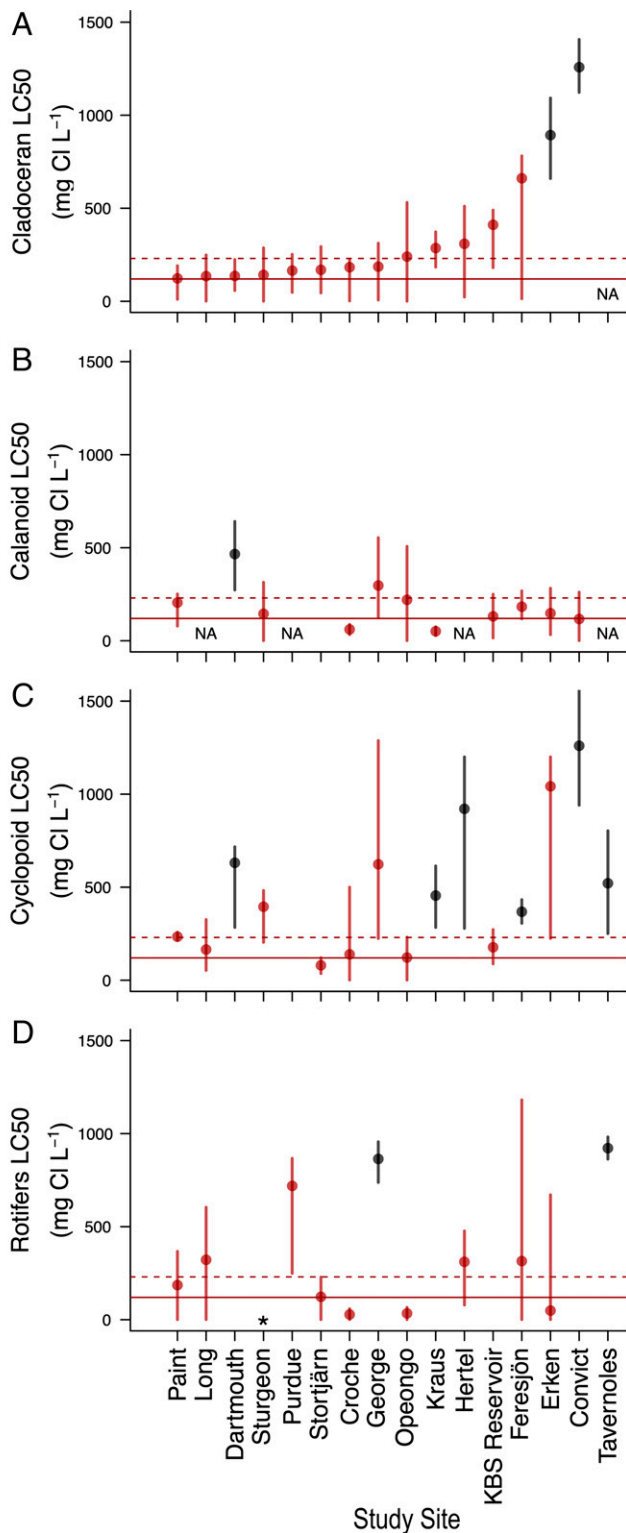 A
Cladoceran LC50
(mg Cl L⁻¹)
1500
1000
500
0
NA
B
Calanoid LC50
(mg Cl L⁻¹)
1500
1000
500
0
NA
NA
NA
NA
C
Cyclopoid LC50
(mg Cl L⁻¹)
1500
1000
500
0
D
Rotifers LC50
(mg Cl L⁻¹)
1500
1000
500
0
*
Paint
Long
Dartmouth
Sturgeon
Purdue
Stortjärn
Croche
George
Opeongo
Kraus
Hertel
KBS Reservoir
Feresjön
Erken
Convict
Tavernoles
Study Site